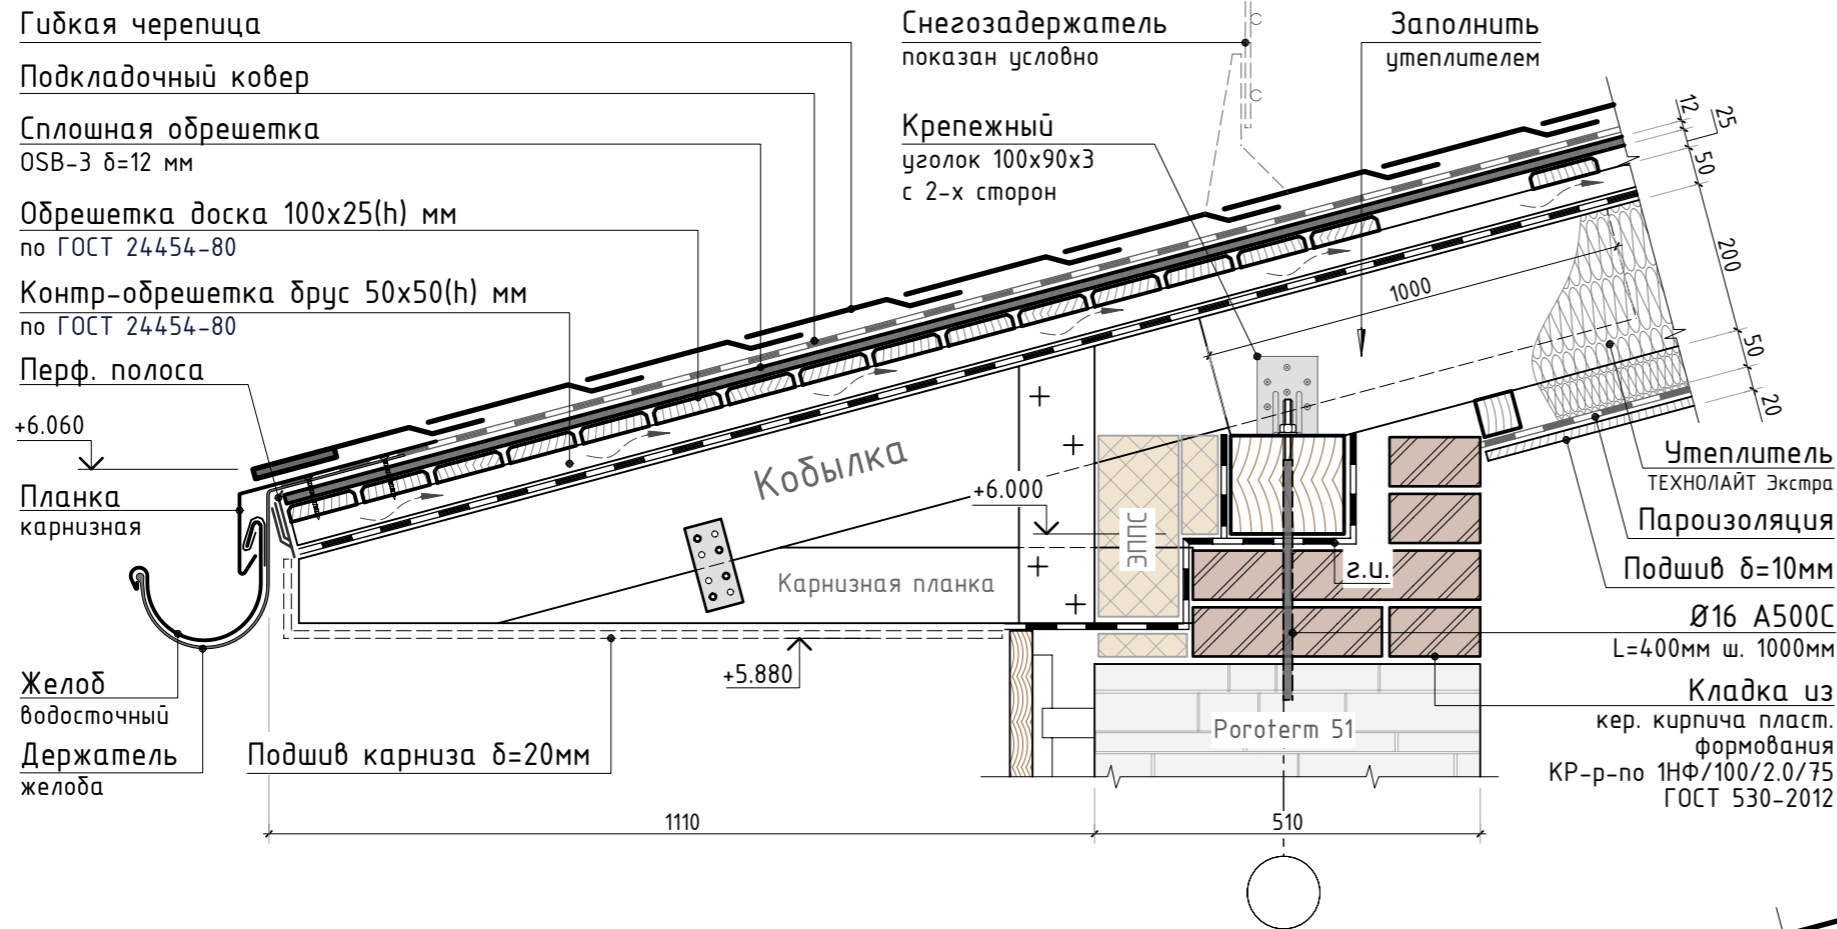 Гибкая черепица
Подкладочный ковер
Сплошная обрешетка
OSB-3 δ=12 мм
Обрешетка доска 100х25(h) мм
по ГОСТ 24454-80
Контр-обрешетка брус 50х50(h) мм
по ГОСТ 24454-80
Перф. полоса
+6.060
Планка
карнизная
Желоб
водосточный
Держатель
желоба
Подшив карниза δ=20мм
Снегозадержатель
показан условно
Крепежный
уголок 100х90х3
с 2-х сторон
Заполнить
утеплителем
12
25
50
200
50
20
1000
Кобылка
+6.000
ЭППС
Карнизная планка
г.и.
+5.880
Poroterm 51
Утеплитель
ТЕХНОЛАЙТ Экстра
Пароизоляция
Подшив δ=10мм
Ø16 А500С
L=400мм ш. 1000мм
Кладка из
кер. кирпича пласт.
формования
КР-р-по 1НФ/100/2.0/75
ГОСТ 530-2012
1110
510